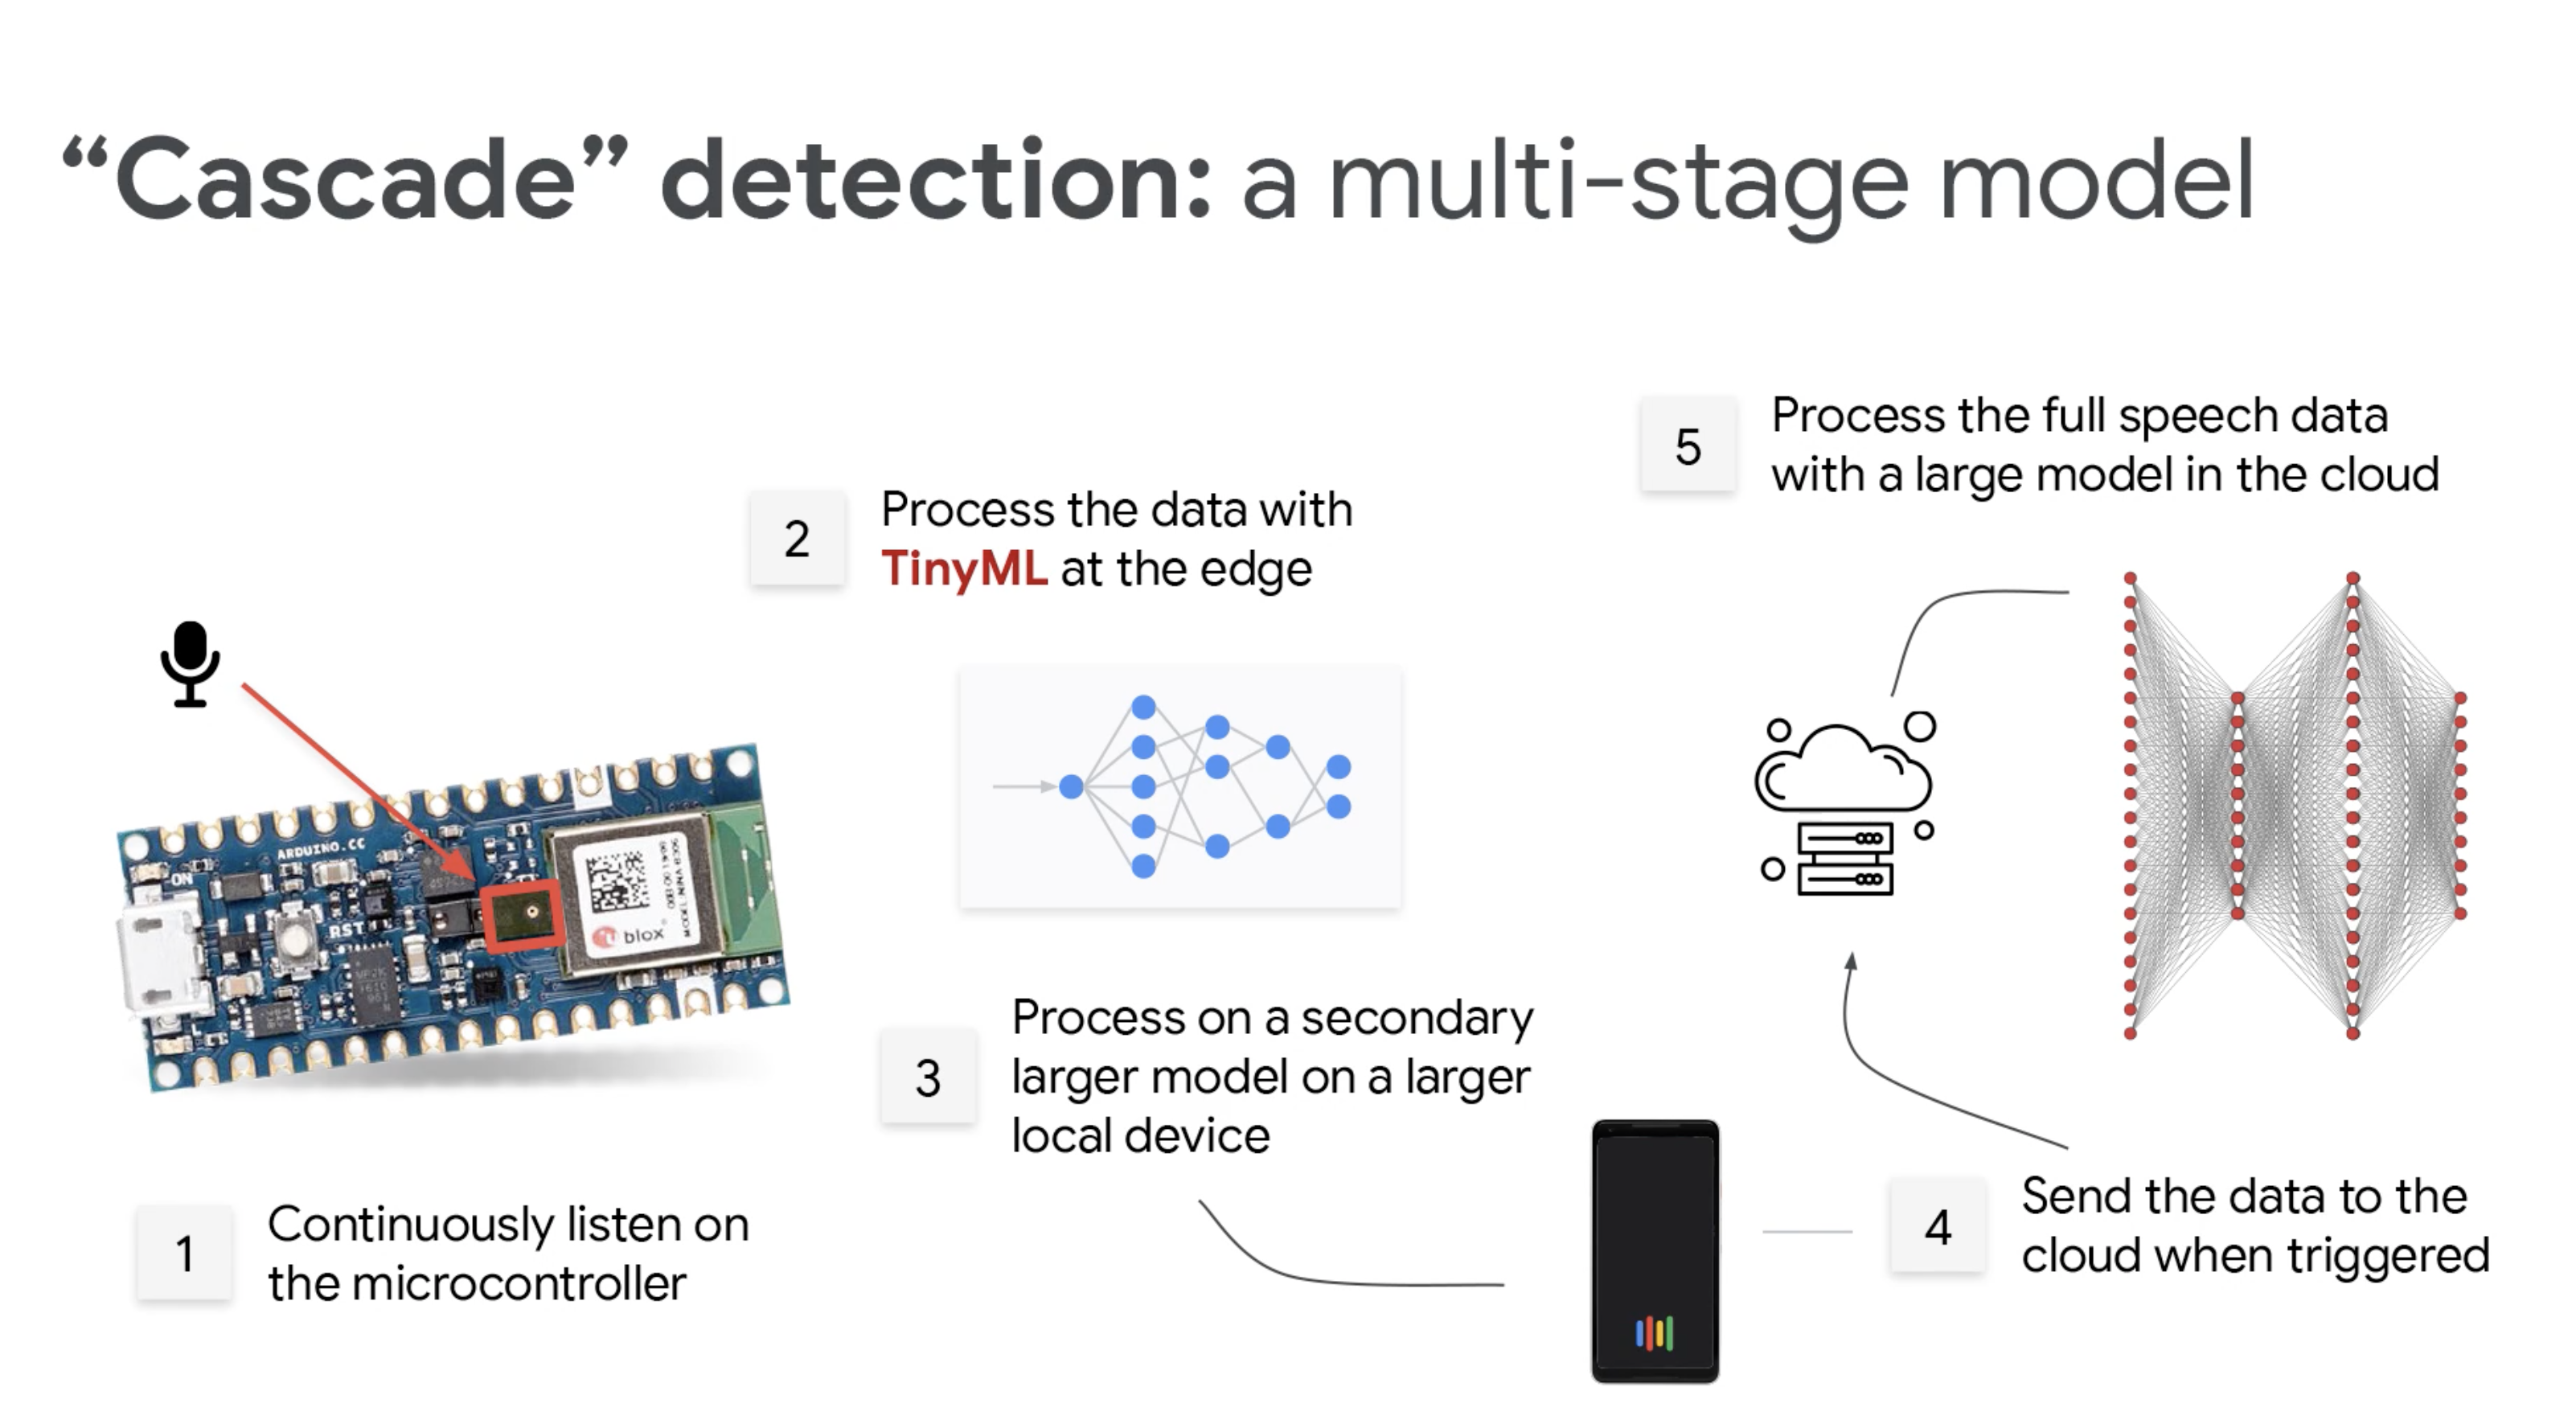 “Cascade” detection: a multi-stage model
1
Continuously listen on
the microcontroller
2
Process the data with
TinyML at the edge
3
Process on a secondary
larger model on a larger
local device
4
Send the data to the
cloud when triggered
5
Process the full speech data
with a large model in the cloud
ARDUINO.CC
ON
RST
blox